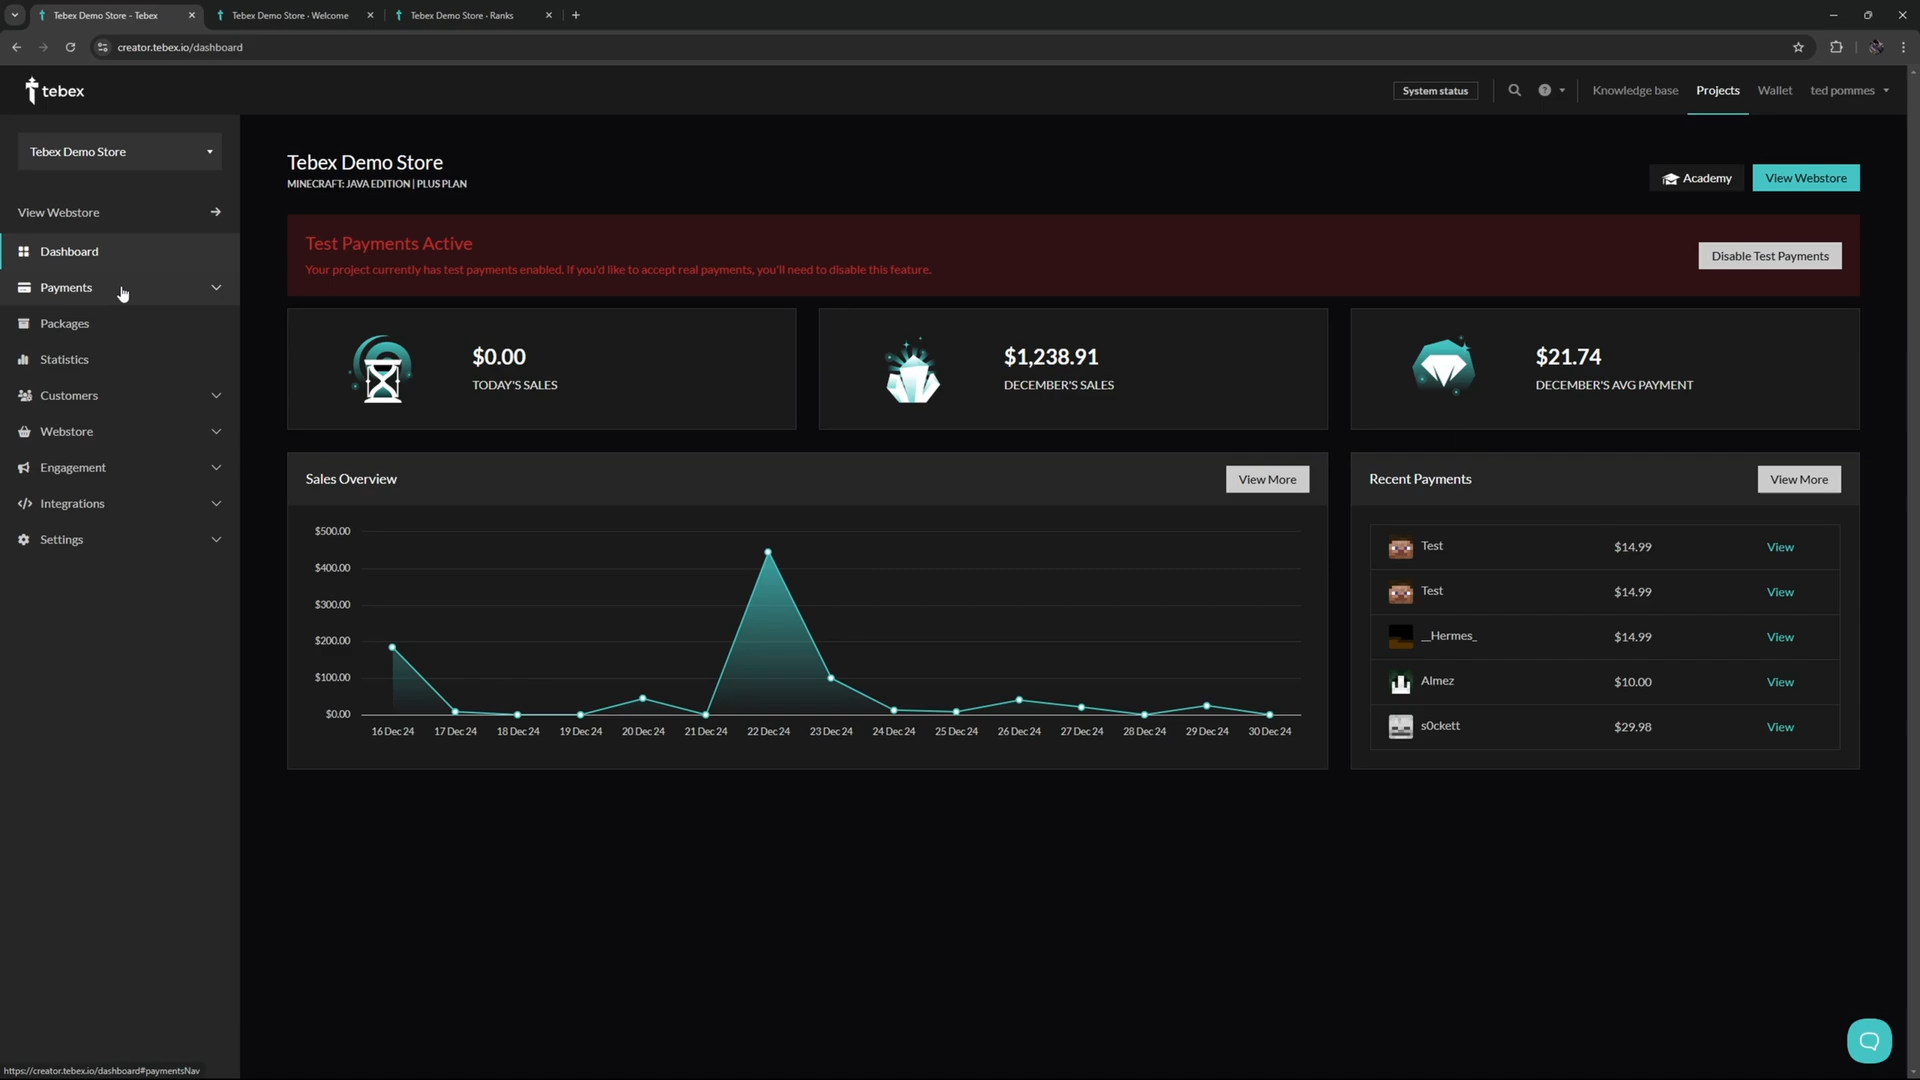 Tebex Demo Store - Tebex
Tebex Demo Store · Welcome
Tebex Demo Store · Ranks
creator.tebex.io/dashboard
tebex
System status
Knowledge base
Projects
Wallet
ted pommes
Tebex Demo Store
View Webstore
Dashboard
Payments
Packages
Statistics
Customers
Webstore
Engagement
Integrations
Settings
Tebex Demo Store
MINECRAFT: JAVA EDITION | PLUS PLAN
Academy
View Webstore
Test Payments Active
Your project currently has test payments enabled. If you'd like to accept real payments, you'll need to disable this feature.
Disable Test Payments
$0.00
TODAY'S SALES
$1,238.91
DECEMBER'S SALES
$21.74
DECEMBER'S AVG PAYMENT
Sales Overview
View More
$500.00
$400.00
$300.00
$200.00
$100.00
$0.00
16 Dec 24 17 Dec 24 18 Dec 24 19 Dec 24 20 Dec 24 21 Dec 24 22 Dec 24 23 Dec 24 24 Dec 24 25 Dec 24 26 Dec 24 27 Dec 24 28 Dec 24 29 Dec 24 30 Dec 24
Recent Payments
View More
Test $14.99 View
Test $14.99 View
__Hermes_ $14.99 View
Almez $10.00 View
s0ckett $29.98 View
https://creator.tebex.io/dashboard#paymentsNav